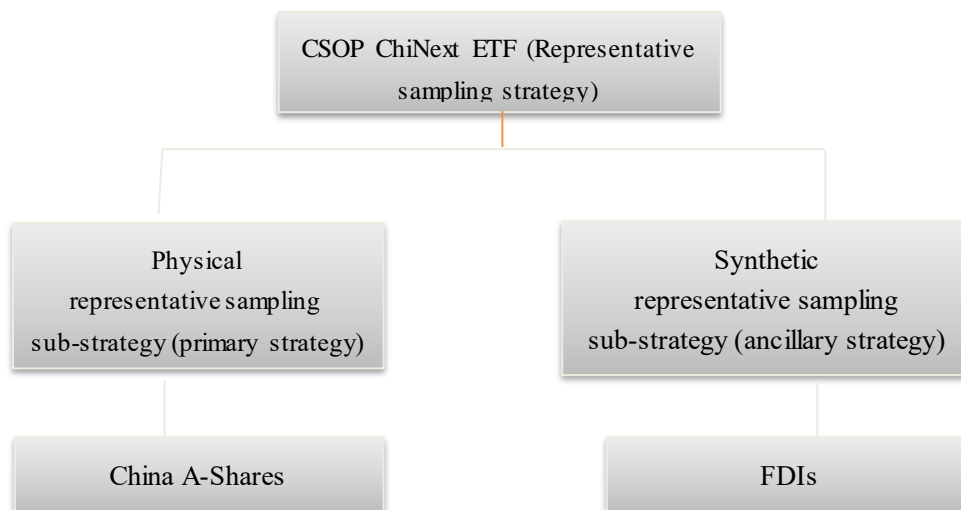 CSOP ChiNext ETF (Representative
sampling strategy)
Physical
representative sampling
sub-strategy (primary strategy)
Synthetic
representative sampling
sub-strategy (ancillary strategy)
China A-Shares
FDIs